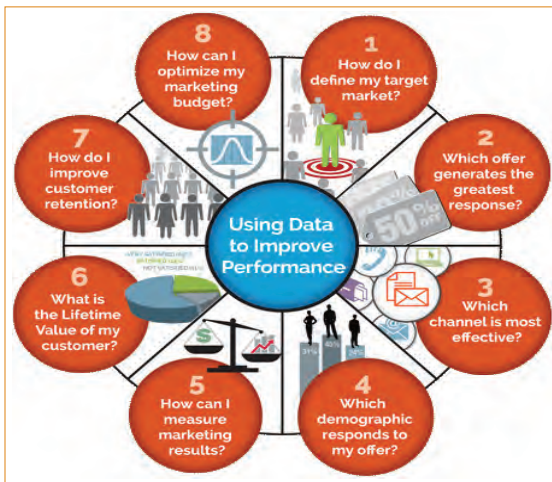 1
How do I
define my target
market?
2
Which offer
generates the
greatest
response?
3
Which
channel is most
effective?
4
Which
demographic
responds to
my offer?
5
How can I
measure
marketing
results?
6
What is
the Lifetime
Value of my
customer?
7
How do I
improve
customer
retention?
8
How can I
optimize my
marketing
budget?
Using Data
to Improve
Performance
50%
OFF
$
31%
45%
24%